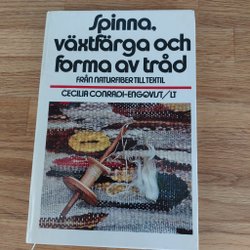 Spinna,
växtfärga och
forma av tråd
FRÅN NATURFIBER TILL TEXTIL
CECILIA CONRADI-ENGQVIST/LT